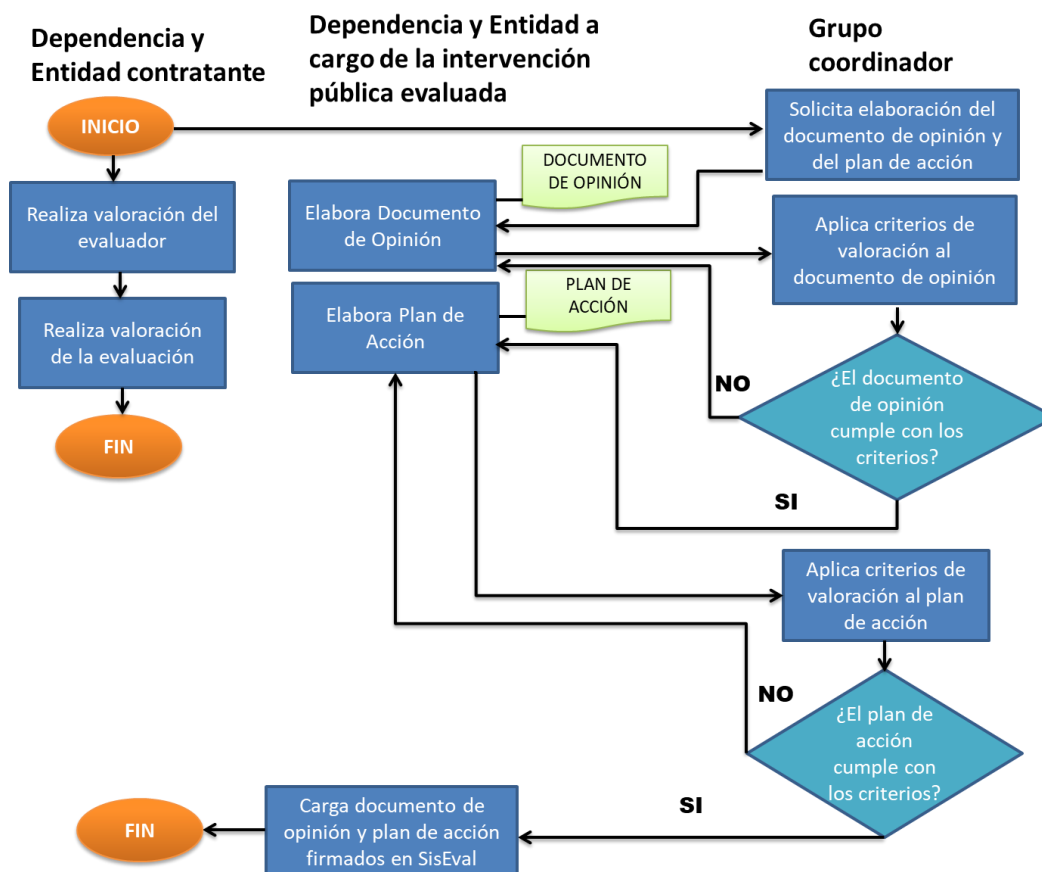 Dependencia y
Entidad contratante
Dependencia y Entidad a
cargo de la intervención
pública evaluada
Grupo
coordinador
INICIO
Solicita elaboración del
documento de opinión y
del plan de acción
DOCUMENTO
DE OPINIÓN
Realiza valoración del
evaluador
Elabora Documento
de Opinión
Aplica criterios de
valoración al
documento de opinión
PLAN DE
ACCIÓN
Elabora Plan de
Acción
Realiza valoración
de la evaluación
NO
¿El documento
de opinión
cumple con los
criterios?
FIN
SI
Aplica criterios de
valoración al plan
de acción
NO
¿El plan de
acción
cumple con
los criterios?
SI
Carga documento de
opinión y plan de acción
firmados en SisEval
FIN